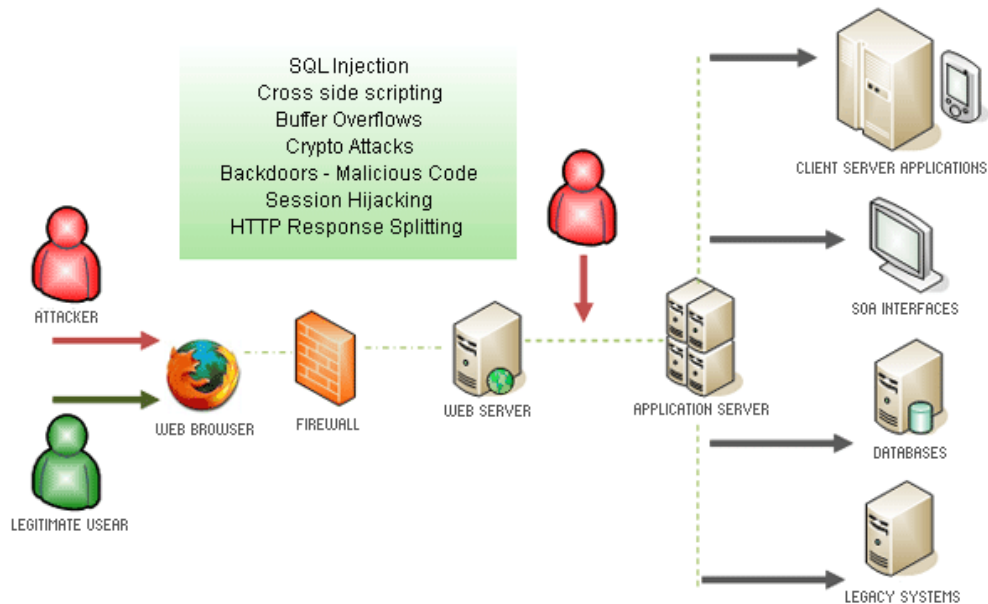 SQL Injection
Cross side scripting
Buffer Overflows
Crypto Attacks
Backdoors - Malicious Code
Session Hijacking
HTTP Response Splitting
CLIENT SERVER APPLICATIONS
ATTACKER
SOA INTERFACES
WEB BROWSER
FIREWALL
WEB SERVER
APPLICATION SERVER
DATABASES
LEGITIMATE USEAR
LEGACY SYSTEMS